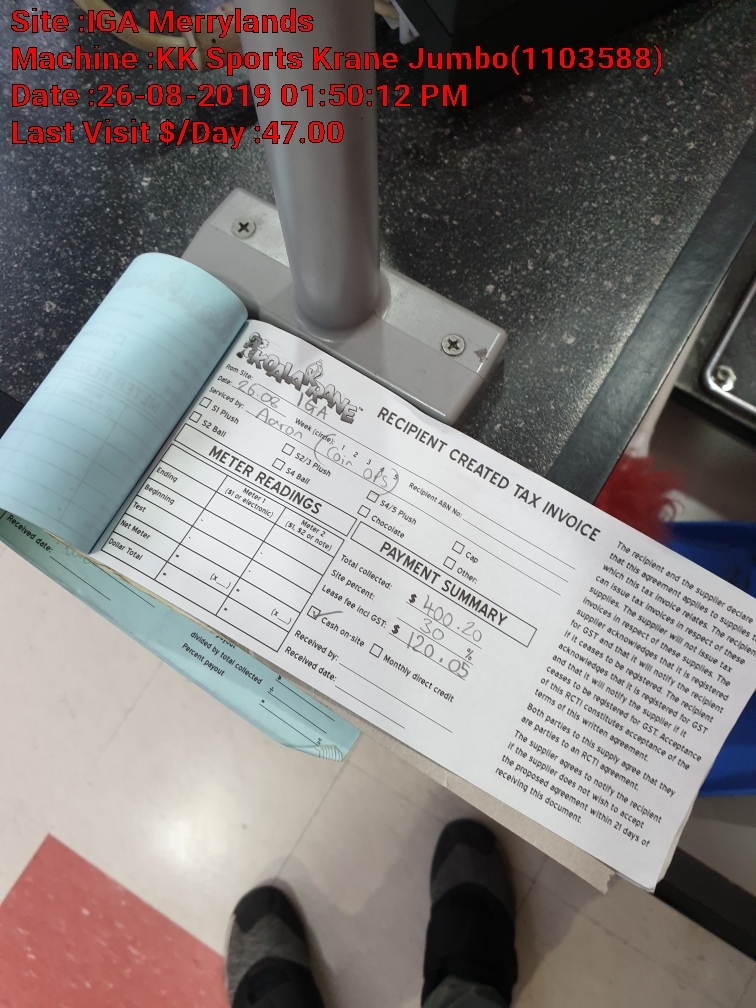 Site :IGA Merrylands
Machine :KK Sports Krane Jumbo(1103588)
Date :26-08-2019 01:50:12 PM
Last Visit $/Day :47.00
KOALA KRANE™
RECIPIENT CREATED TAX INVOICE
from Site: IGA
Date: 26.08
Week (circle): 1 2 3 4 5
Recipient ABN No:
Serviced by: Aaron (Coin OPS)
S1 Plush
S2/3 Plush
S4/5 Plush
Cap
S2 Ball
S4 Ball
Chocolate
Other:
METER READINGS
Meter 1
($1 or electronic)
Meter 2
($1, $2 or note)
Ending
Beginning
Test
Net Meter
Dollar Total
(x__)
(x__)
PAYMENT SUMMARY
Total collected: $ 400.20
Site percent: 30 %
Lease fee incl GST: $ 120.05
Cash on-site
Monthly direct credit
Received by:
Received date:
The recipient and the supplier declare
that this agreement applies to supplies to
which this tax invoice relates. The recipient
can issue tax invoices in respect of these
supplies. The supplier will not issue tax
invoices in respect of these supplies. The
supplier acknowledges that it is registered
for GST and that it will notify the recipient
if it ceases to be registered. The recipient
acknowledges that it is registered for GST
and that it will notify the supplier if it
ceases to be registered for GST. Acceptance
of this RCTI constitutes acceptance of the
terms of this written agreement.
Both parties to this supply agree that they
are parties to an RCTI agreement.
The supplier agrees to notify the recipient
if the supplier does not wish to accept
the proposed agreement within 21 days of
receiving this document.
Received date:
divided by total collected
Percent payout